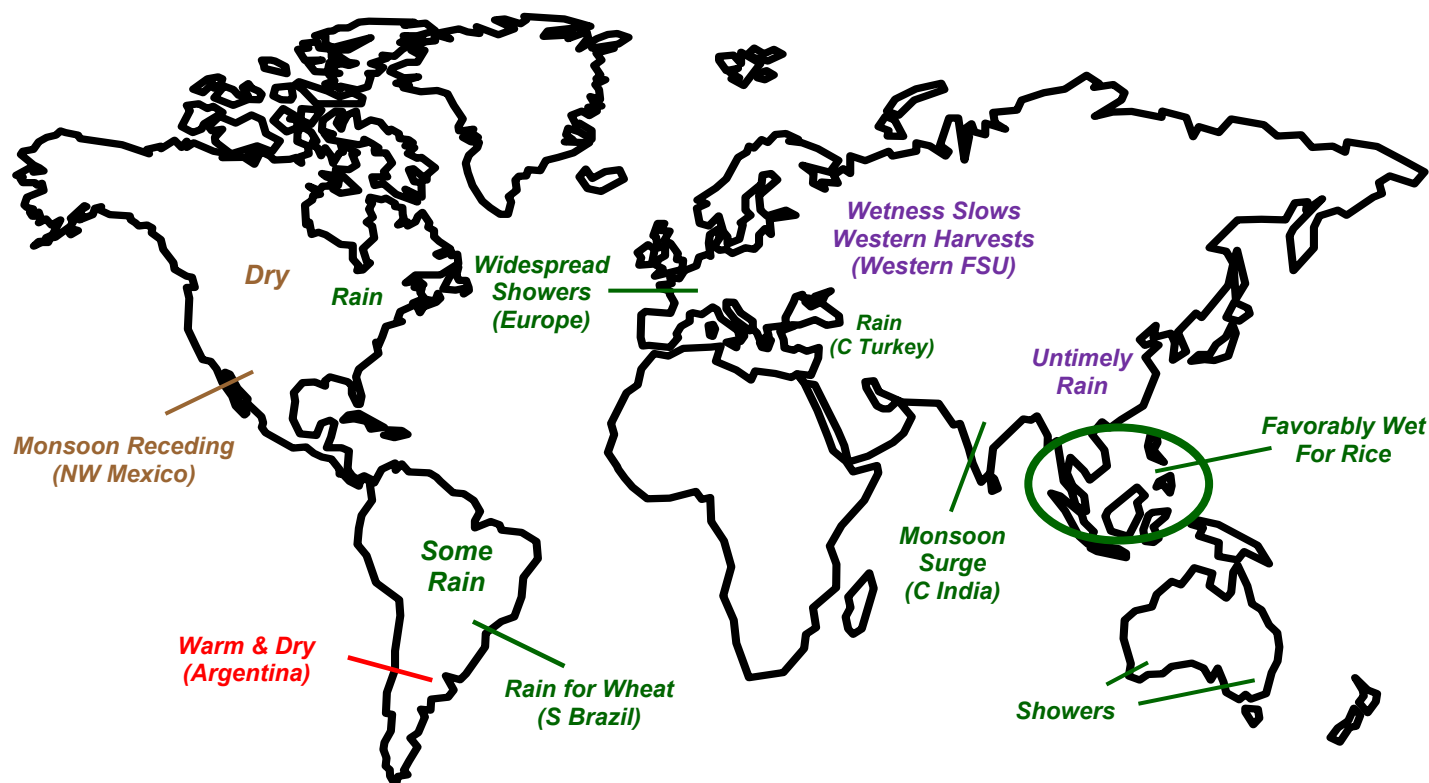 Wetness Slows
Western Harvests
(Western FSU)
Dry
Rain
Widespread
Showers
(Europe)
Rain
(C Turkey)
Untimely
Rain
Monsoon Receding
(NW Mexico)
Favorably Wet
For Rice
Some
Rain
Monsoon
Surge
(C India)
Warm & Dry
(Argentina)
Rain for Wheat
(S Brazil)
Showers